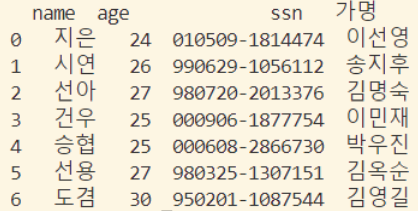 name age ssn 가명
0 지은 24 010509-1814474 이선영
1 시연 26 990629-1056112 송지후
2 선아 27 980720-2013376 김명숙
3 건우 25 000906-1877754 이민재
4 승협 25 000608-2866730 박우진
5 선용 27 980325-1307151 김옥순
6 도겸 30 950201-1087544 김영길